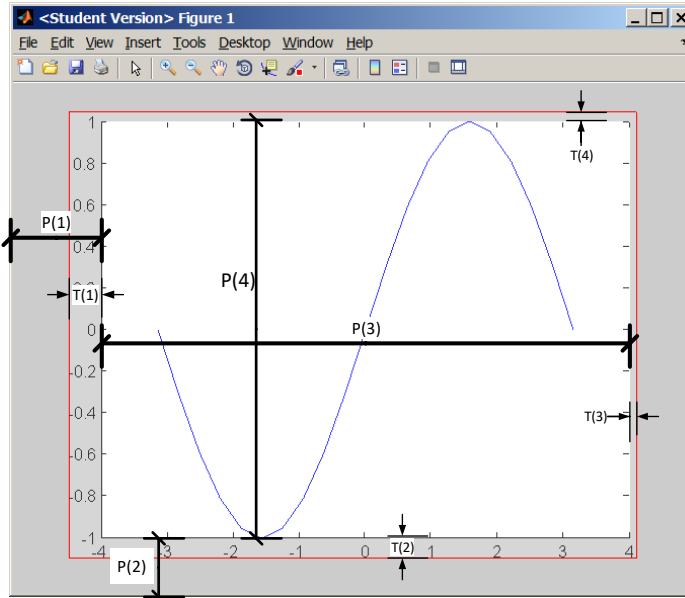 <Student Version> Figure 1
File Edit View Insert Tools Desktop Window Help
1
T(4)
0.8
0.6
P(1)
0.4
P(4)
T(1)
0.2
0
P(3)
-0.2
-0.4
T(3)
-0.6
-0.8
-1
T(2)
-4 -3 -2 -1 0 1 2 3 4
P(2)